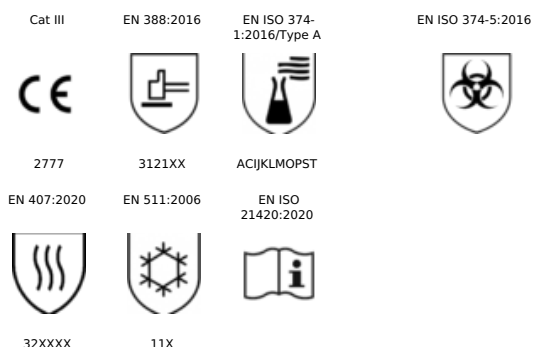 Cat III
EN 388:2016
EN ISO 374-
1:2016/Type A
EN ISO 374-5:2016
CE
i
2777
3121XX
ACIJKLMOPST
EN 407:2020
EN 511:2006
EN ISO
21420:2020
i
32XXXX
11X